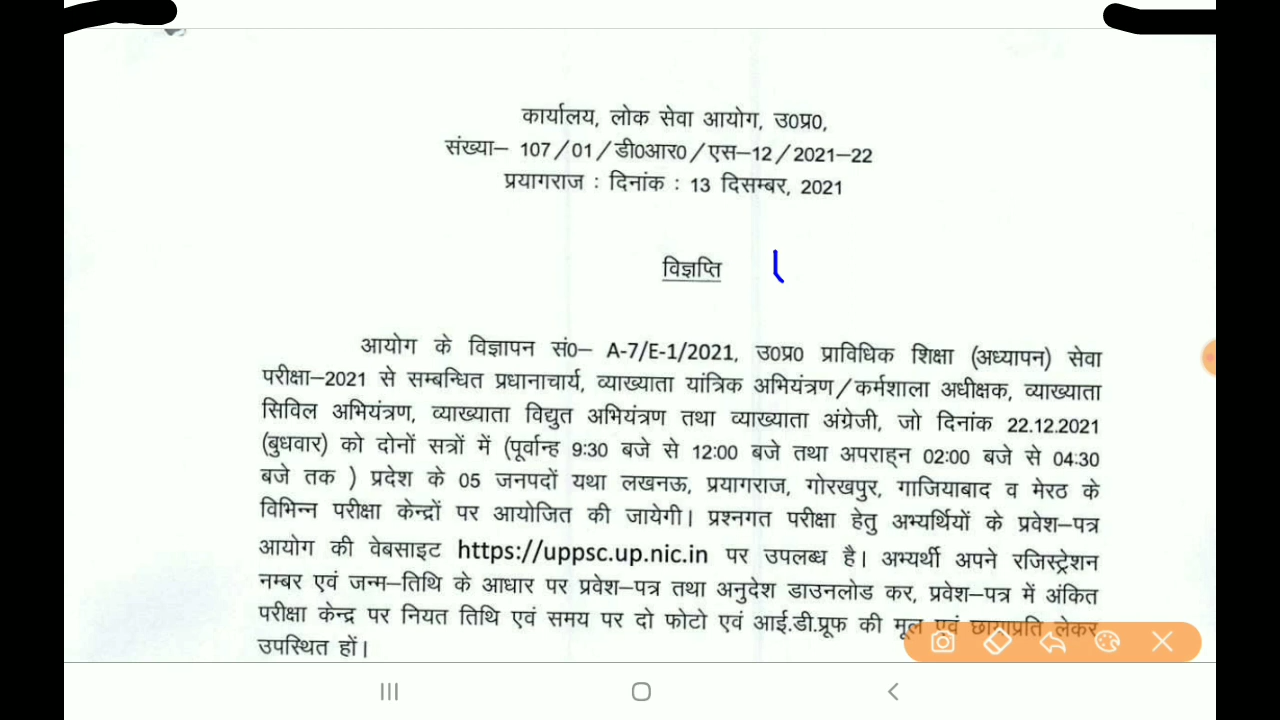 कार्यालय, लोक सेवा आयोग, उ0प्र0,
संख्या– 107/01/डी0आर0/एस–12/2021–22
प्रयागराज : दिनांक : 13 दिसम्बर, 2021
विज्ञप्ति
आयोग के विज्ञापन सं0– A-7/E-1/2021, उ0प्र0 प्राविधिक शिक्षा (अध्यापन) सेवा
परीक्षा–2021 से सम्बन्धित प्रधानाचार्य, व्याख्याता यांत्रिक अभियंत्रण/कर्मशाला अधीक्षक, व्याख्याता
सिविल अभियंत्रण, व्याख्याता विद्युत अभियंत्रण तथा व्याख्याता अंग्रेजी, जो दिनांक 22.12.2021
(बुधवार) को दोनों सत्रों में (पूर्वान्ह 9:30 बजे से 12:00 बजे तथा अपराह्न 02:00 बजे से 04:30
बजे तक ) प्रदेश के 05 जनपदों यथा लखनऊ, प्रयागराज, गोरखपुर, गाजियाबाद व मेरठ के
विभिन्न परीक्षा केन्द्रों पर आयोजित की जायेगी। प्रश्नगत परीक्षा हेतु अभ्यर्थियों के प्रवेश–पत्र
आयोग की वेबसाइट https://uppsc.up.nic.in पर उपलब्ध है। अभ्यर्थी अपने रजिस्ट्रेशन
नम्बर एवं जन्म–तिथि के आधार पर प्रवेश–पत्र तथा अनुदेश डाउनलोड कर, प्रवेश–पत्र में अंकित
परीक्षा केन्द्र पर नियत तिथि एवं समय पर दो फोटो एवं आई.डी.प्रूफ की मूल एवं छायाप्रति लेकर
उपस्थित हों।